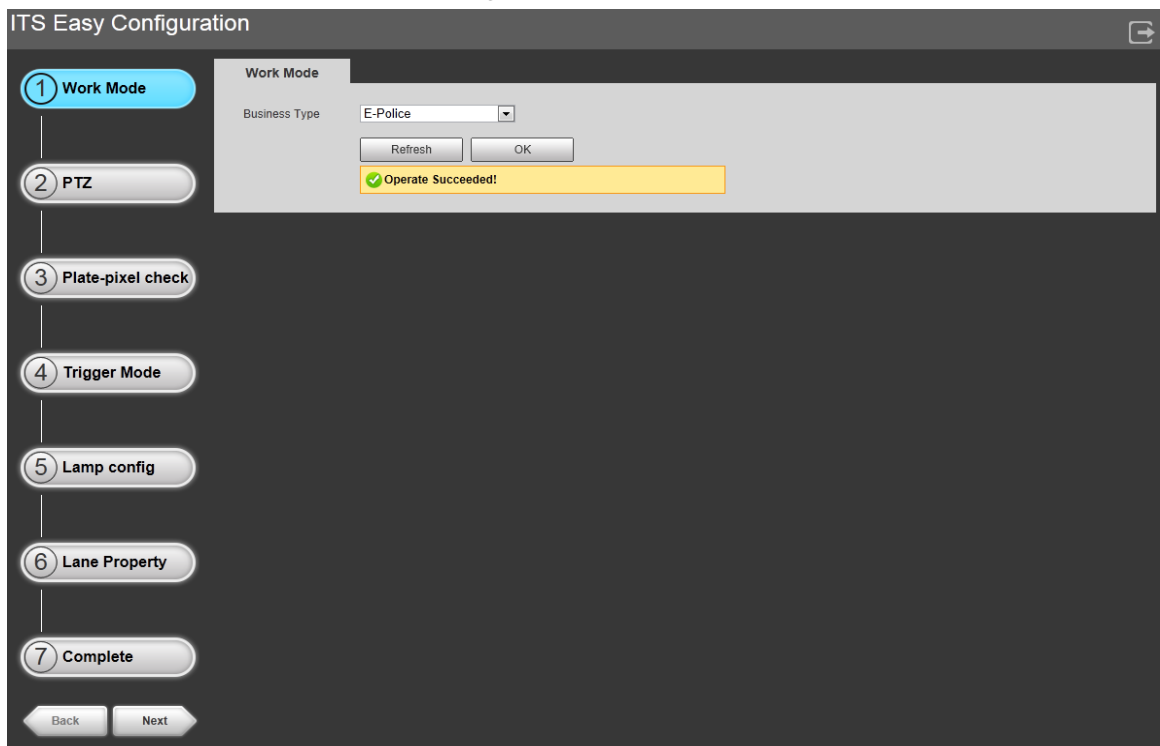 ITS Easy Configuration
1 Work Mode
2 PTZ
3 Plate-pixel check
4 Trigger Mode
5 Lamp config
6 Lane Property
7 Complete
Back Next
Work Mode
Business Type E-Police
Refresh OK
Operate Succeeded!